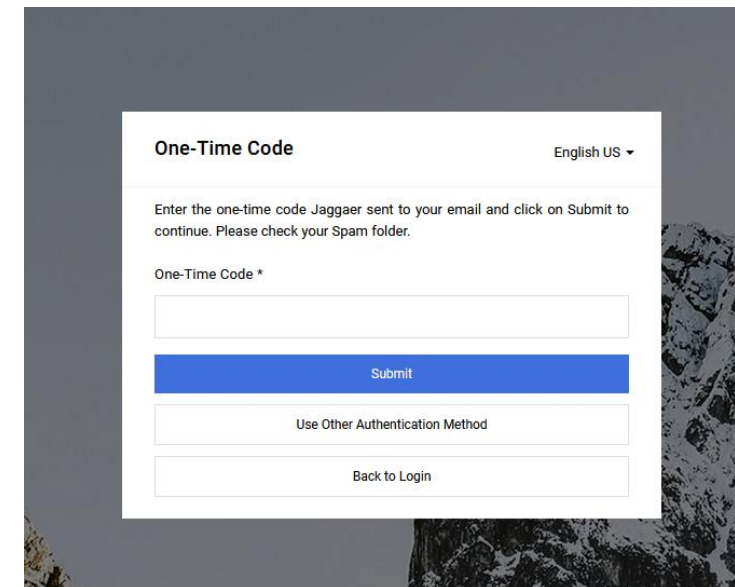 One-Time Code
English US
Enter the one-time code Jaggaer sent to your email and click on Submit to
continue. Please check your Spam folder.
One-Time Code *
Submit
Use Other Authentication Method
Back to Login